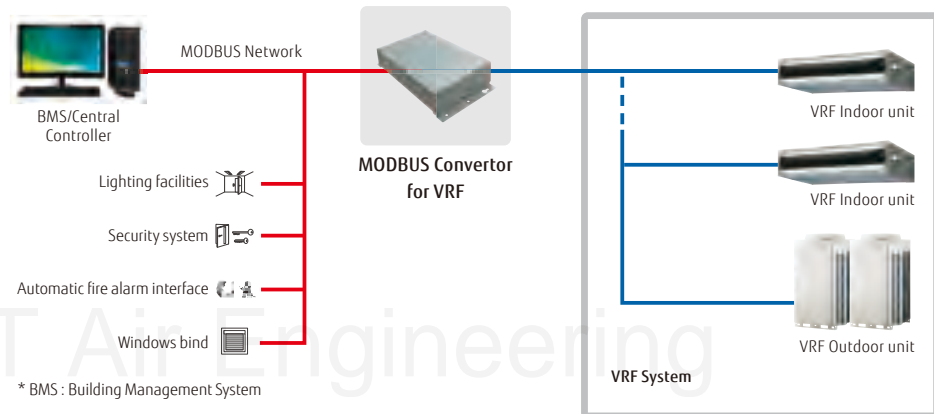 MODBUS Network
BMS/Central
Controller
MODBUS Convertor
for VRF
Lighting facilities
Security system
Automatic fire alarm interface
Windows bind
VRF Indoor unit
VRF Indoor unit
VRF Outdoor unit
VRF System
T Air Engineering
* BMS : Building Management System